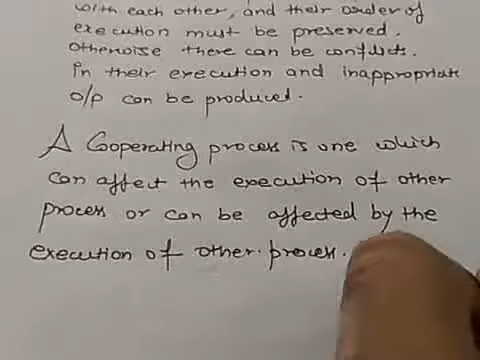 with each other, and their order of
execution must be preserved.
Otherwise there can be conflicts.
in their execution and inappropriate
o/p can be produced.
A Cooperating process is one which
can affect the execution of other
process or can be affected by the
execution of other process.